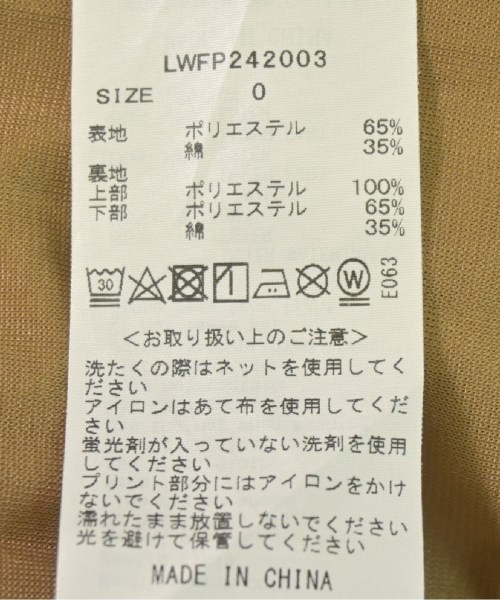 LWFP242003
SIZE 0
表地 ポリエステル 65%
綿 35%
裏地
上部 ポリエステル 100%
下部 ポリエステル 65%
綿 35%
30 W E063
＜お取り扱い上のご注意＞
洗たくの際はネットを使用してく
ださい
アイロンはあて布を使用してくだ
さい
蛍光剤が入っていない洗剤を使用
してください
プリント部分にはアイロンをかけ
ないでください
濡れたまま放置しないでください
光を避けて保管してください
MADE IN CHINA